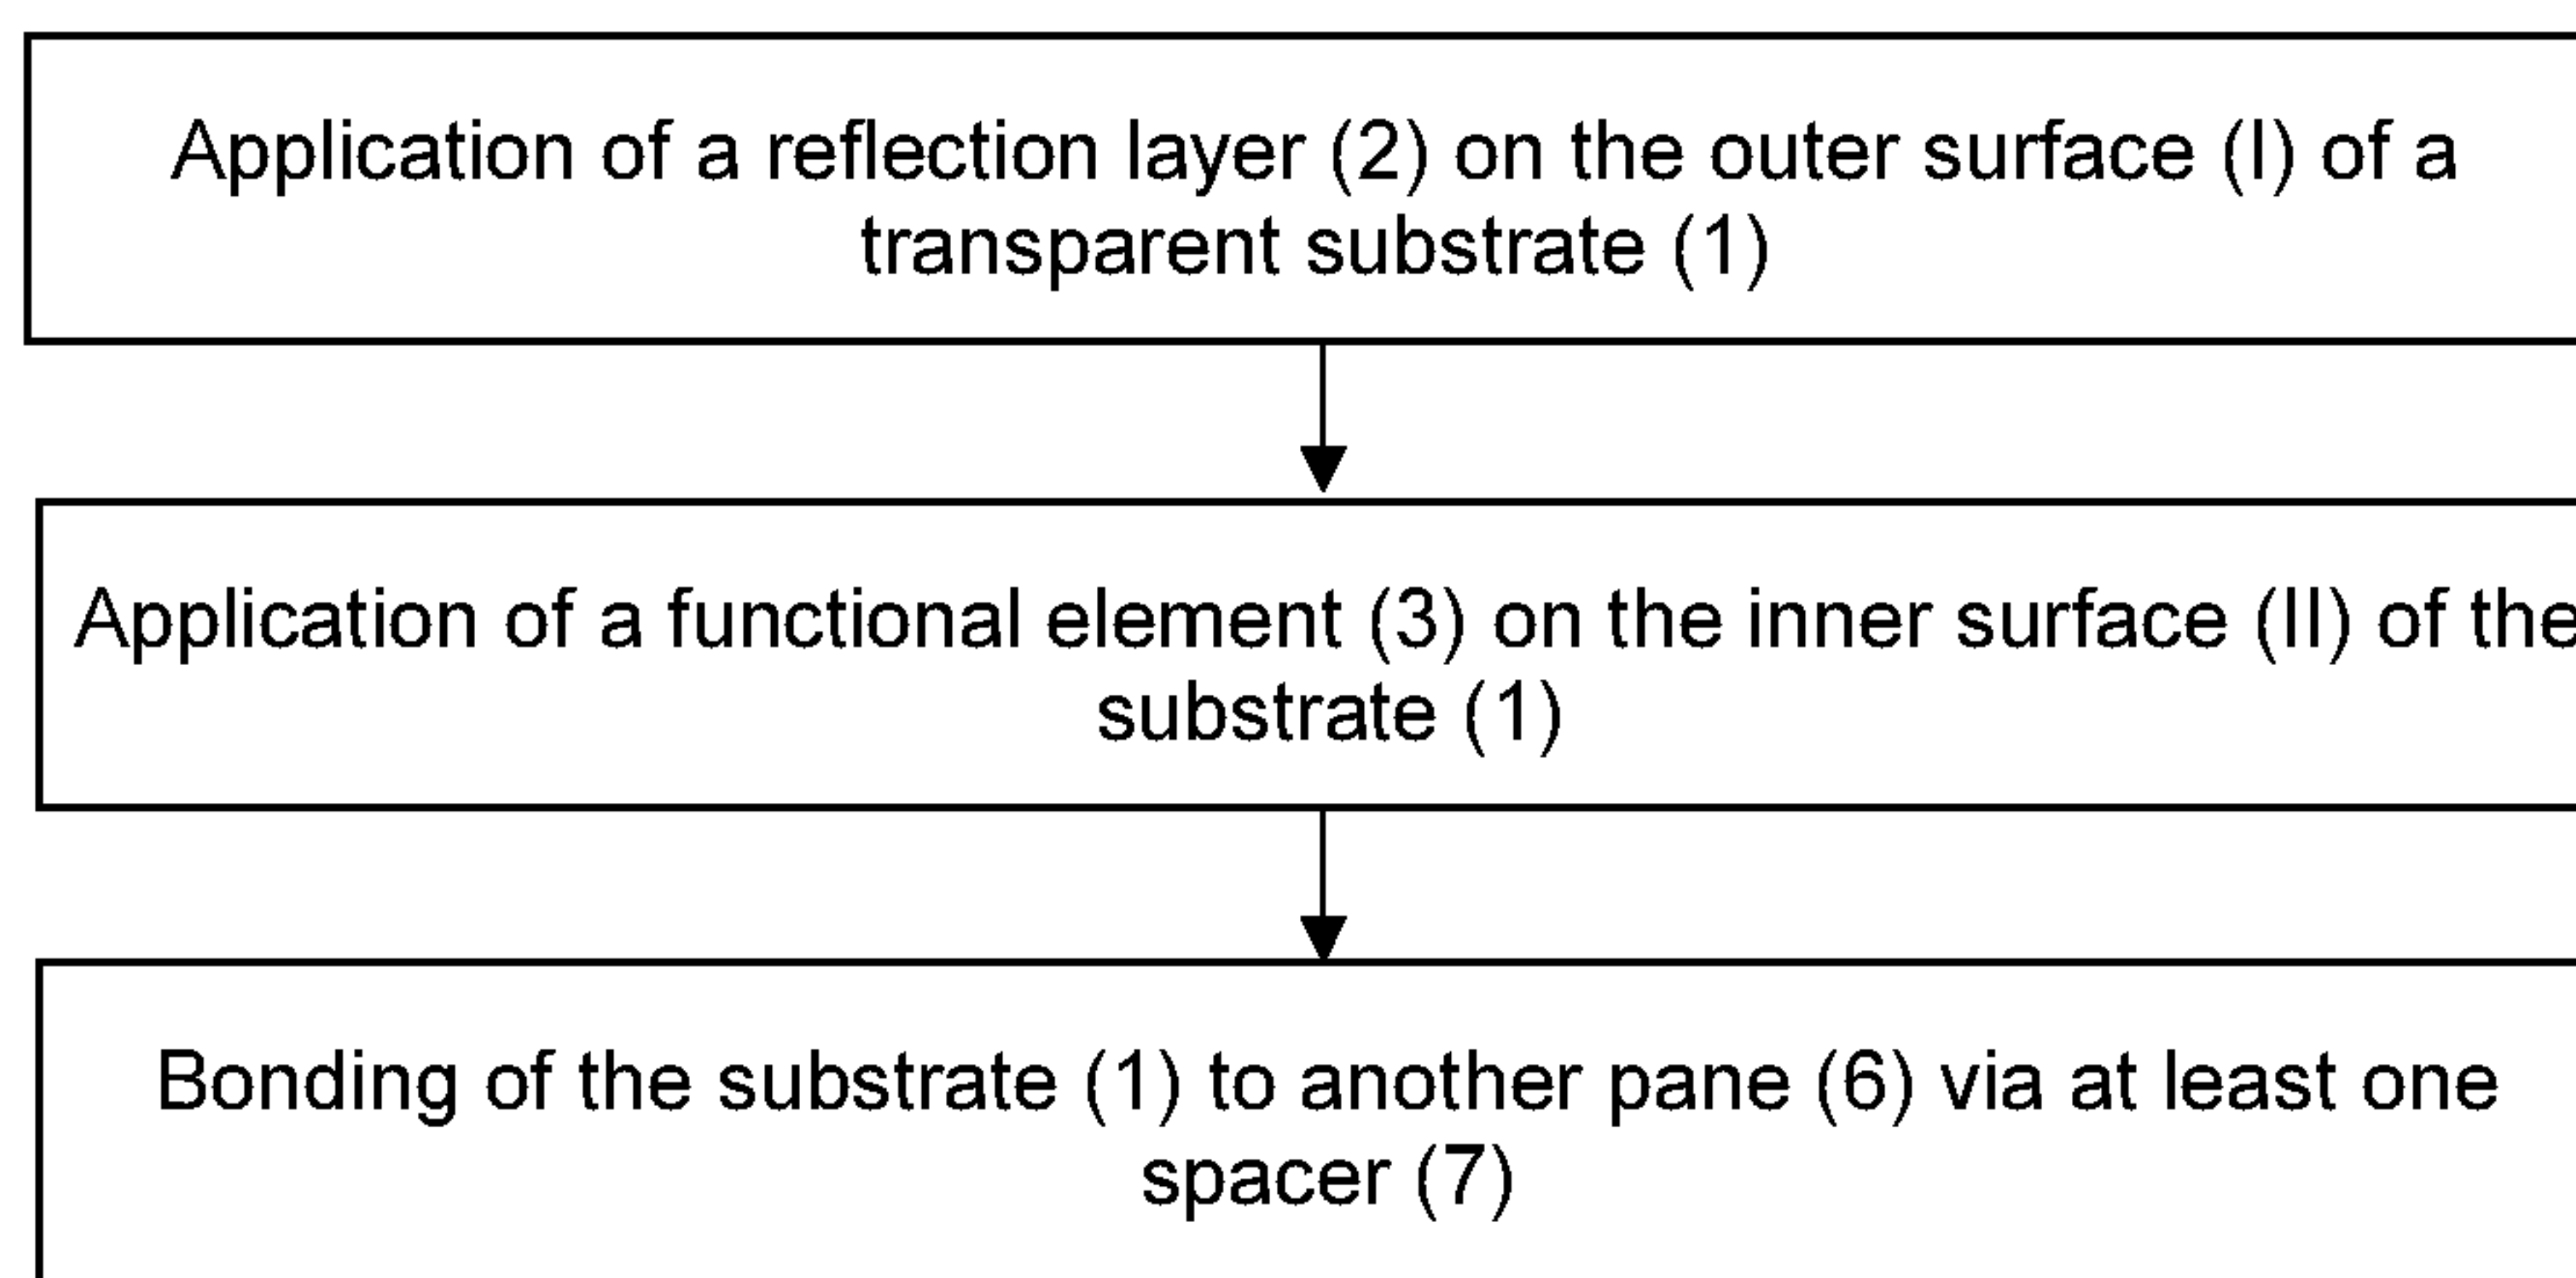 Application of a reflection layer (2) on the outer surface (I) of a
transparent substrate (1)
Application of a functional element (3) on the inner surface (II) of the
substrate (1)
Bonding of the substrate (1) to another pane (6) via at least one
spacer (7)